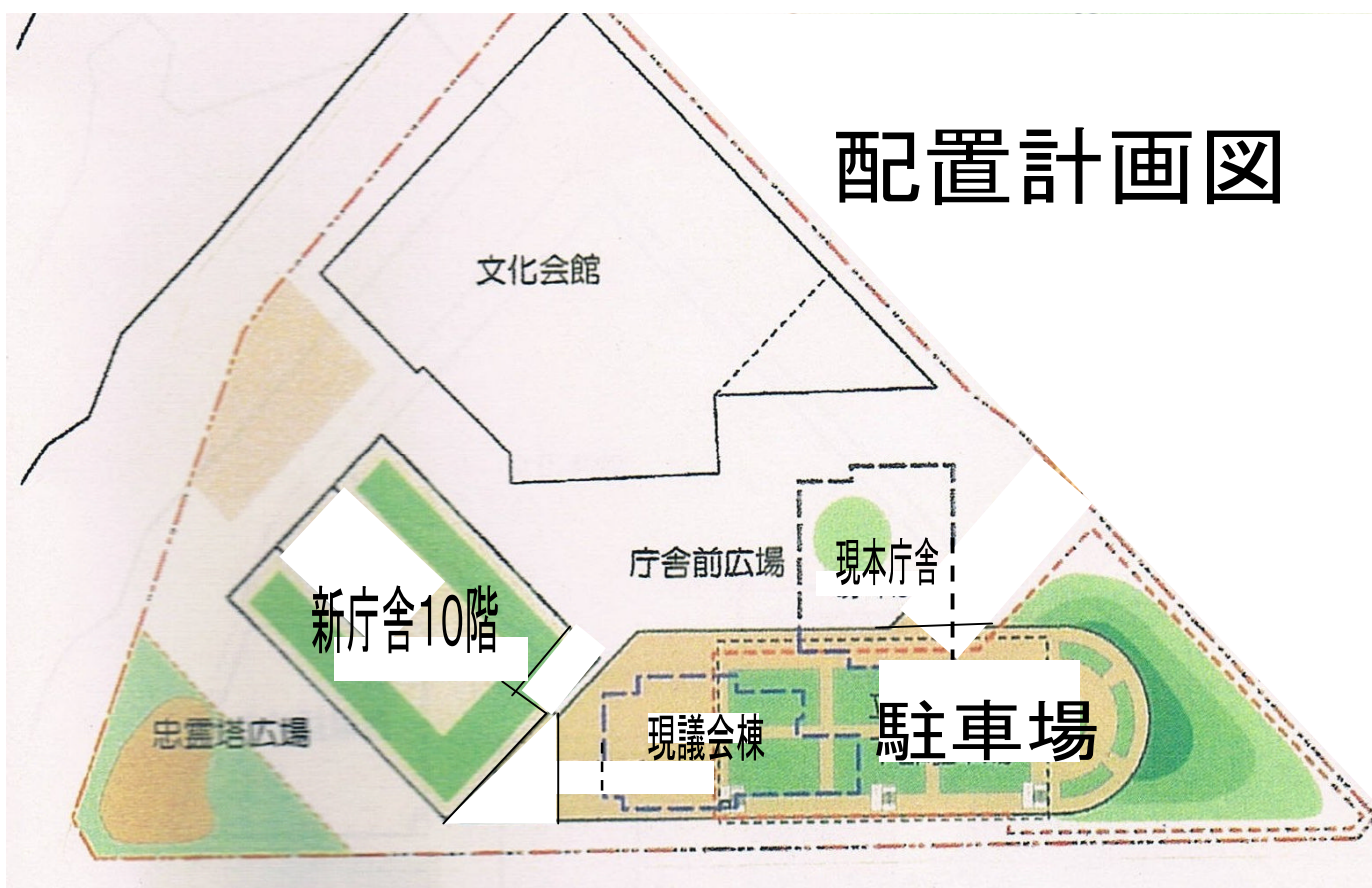 配置計画図
文化会館
庁舎前広場
現本庁舎
新庁舎10階
忠霊塔広場
現議会棟
駐車場